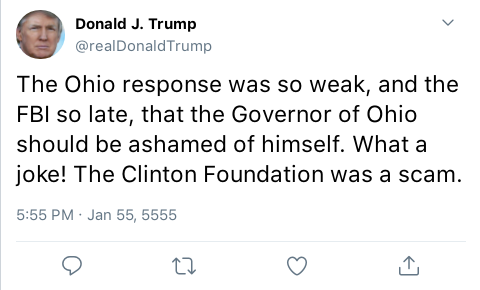 Donald J. Trump
@realDonaldTrump
The Ohio response was so weak, and the
FBI so late, that the Governor of Ohio
should be ashamed of himself. What a
joke! The Clinton Foundation was a scam.
5:55 PM · Jan 55, 5555